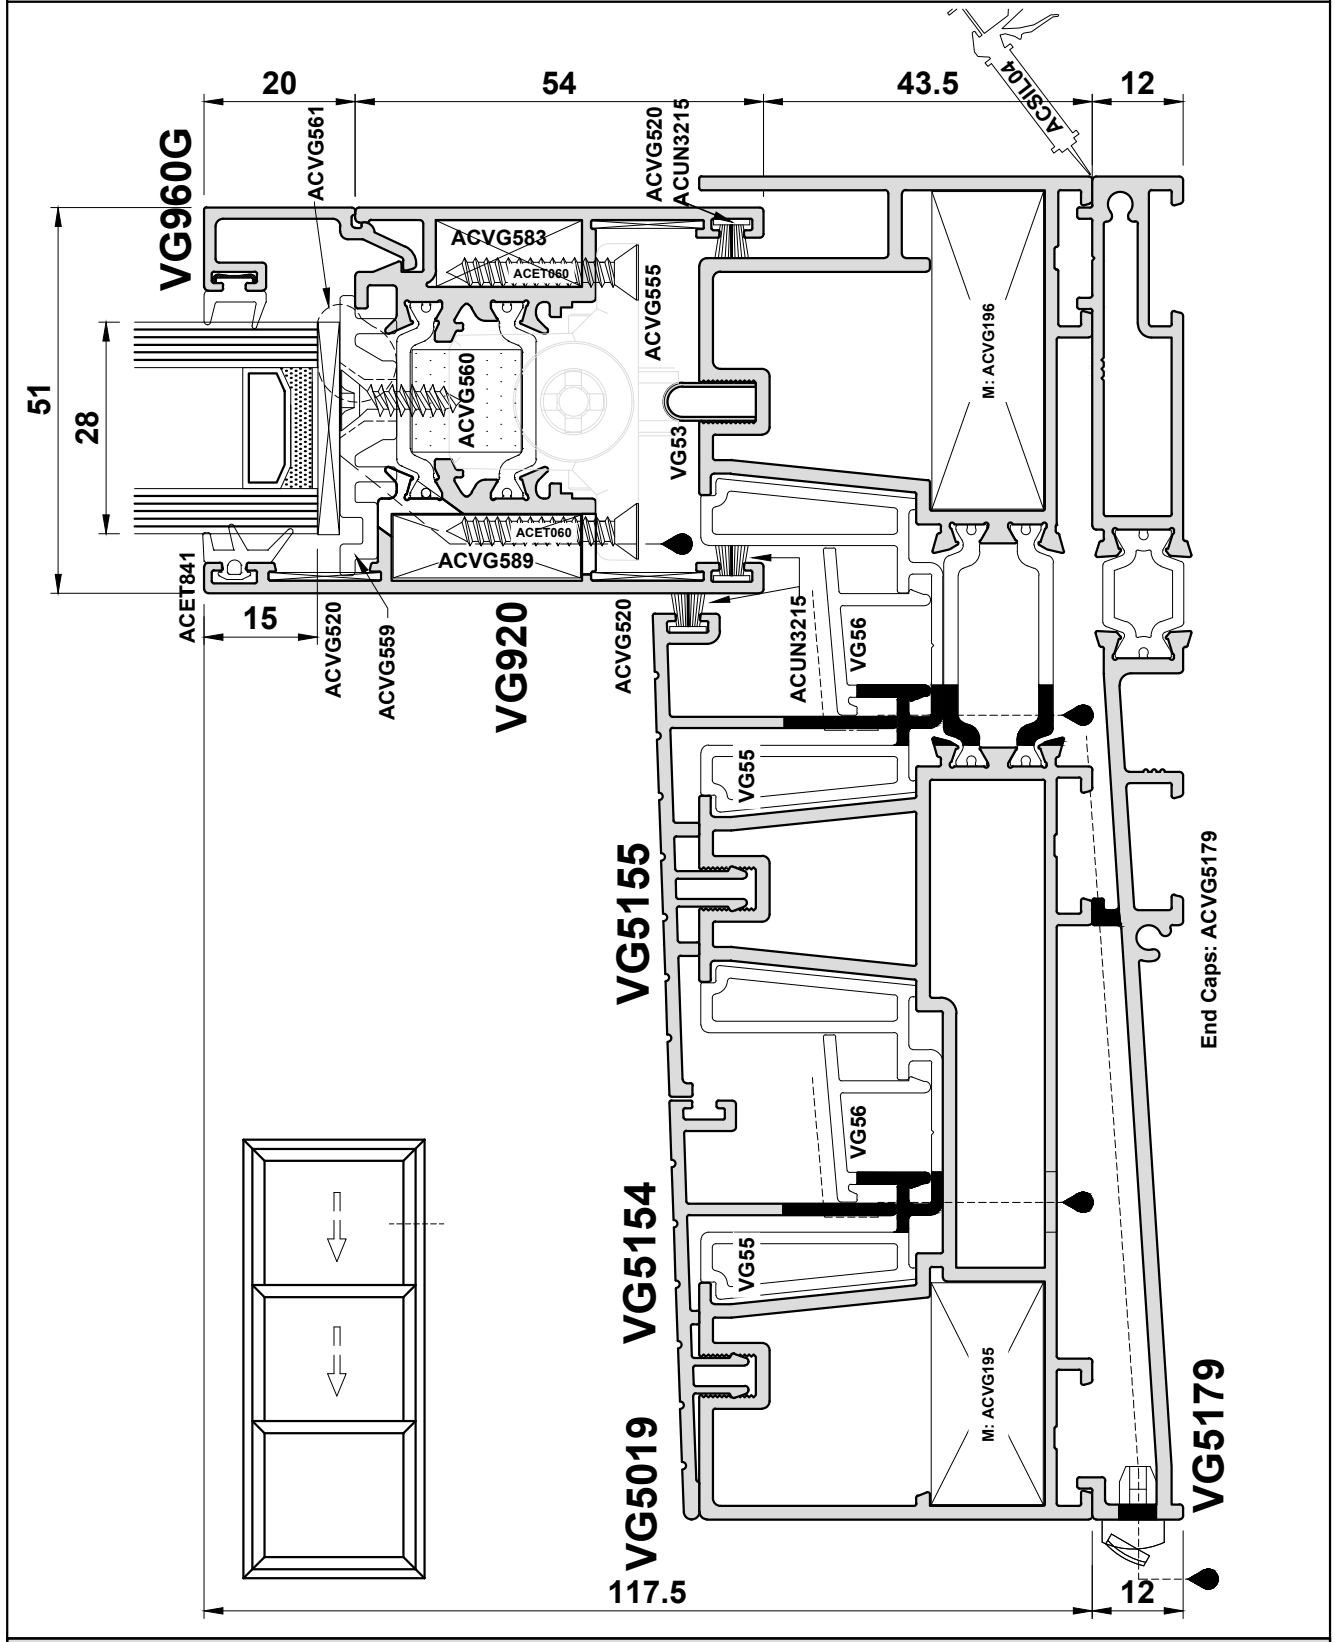 20
54
43.5
12
ACSIL04
VG960G
ACVG561
ACVG520
ACUN3215
ACVG583
ACET060
ACVG555
M: ACVG196
51
28
ACVG560
VG53
ACET060
ACVG589
ACET841
15
ACVG520
ACVG559
VG920
ACVG520
ACUN3215
VG56
VG55
VG5155
End Caps: ACVG5179
VG56
VG5154
VG55
M: ACVG195
VG5019
VG5179
117.5
12